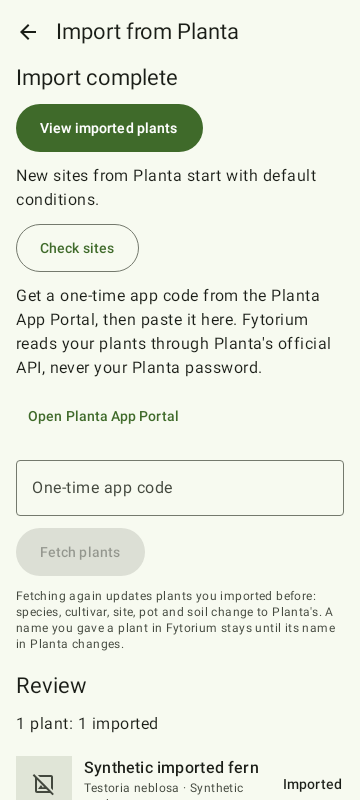 Import from Planta
Import complete
View imported plants
New sites from Planta start with default
conditions.
Check sites
Get a one-time app code from the Planta
App Portal, then paste it here. Fytorium
reads your plants through Planta's official
API, never your Planta password.
Open Planta App Portal
One-time app code
Fetch plants
Fetching again updates plants you imported before:
species, cultivar, site, pot and soil change to Planta's. A
name you gave a plant in Fytorium stays until its name
in Planta changes.
Review
1 plant: 1 imported
Synthetic imported fern
Testoria neblosa · Synthetic
Imported